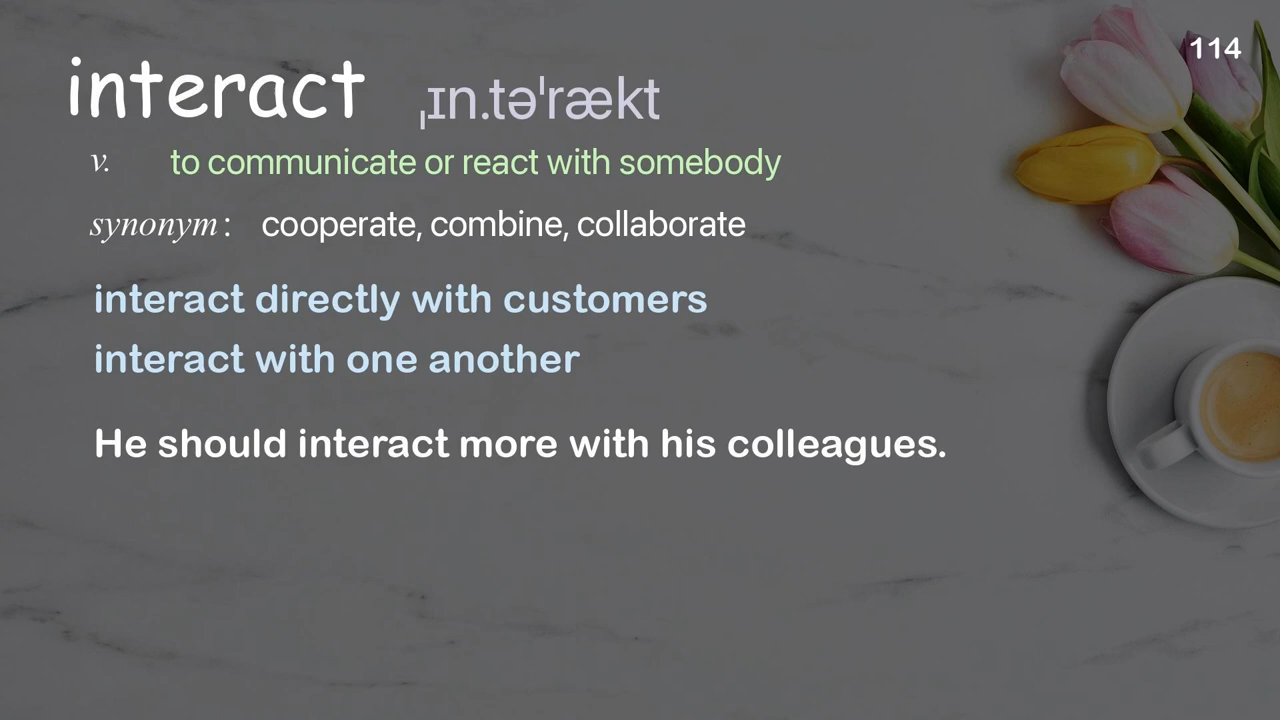 114
interact ˌɪn.təˈrækt
v. to communicate or react with somebody
synonym: cooperate, combine, collaborate
interact directly with customers
interact with one another
He should interact more with his colleagues.